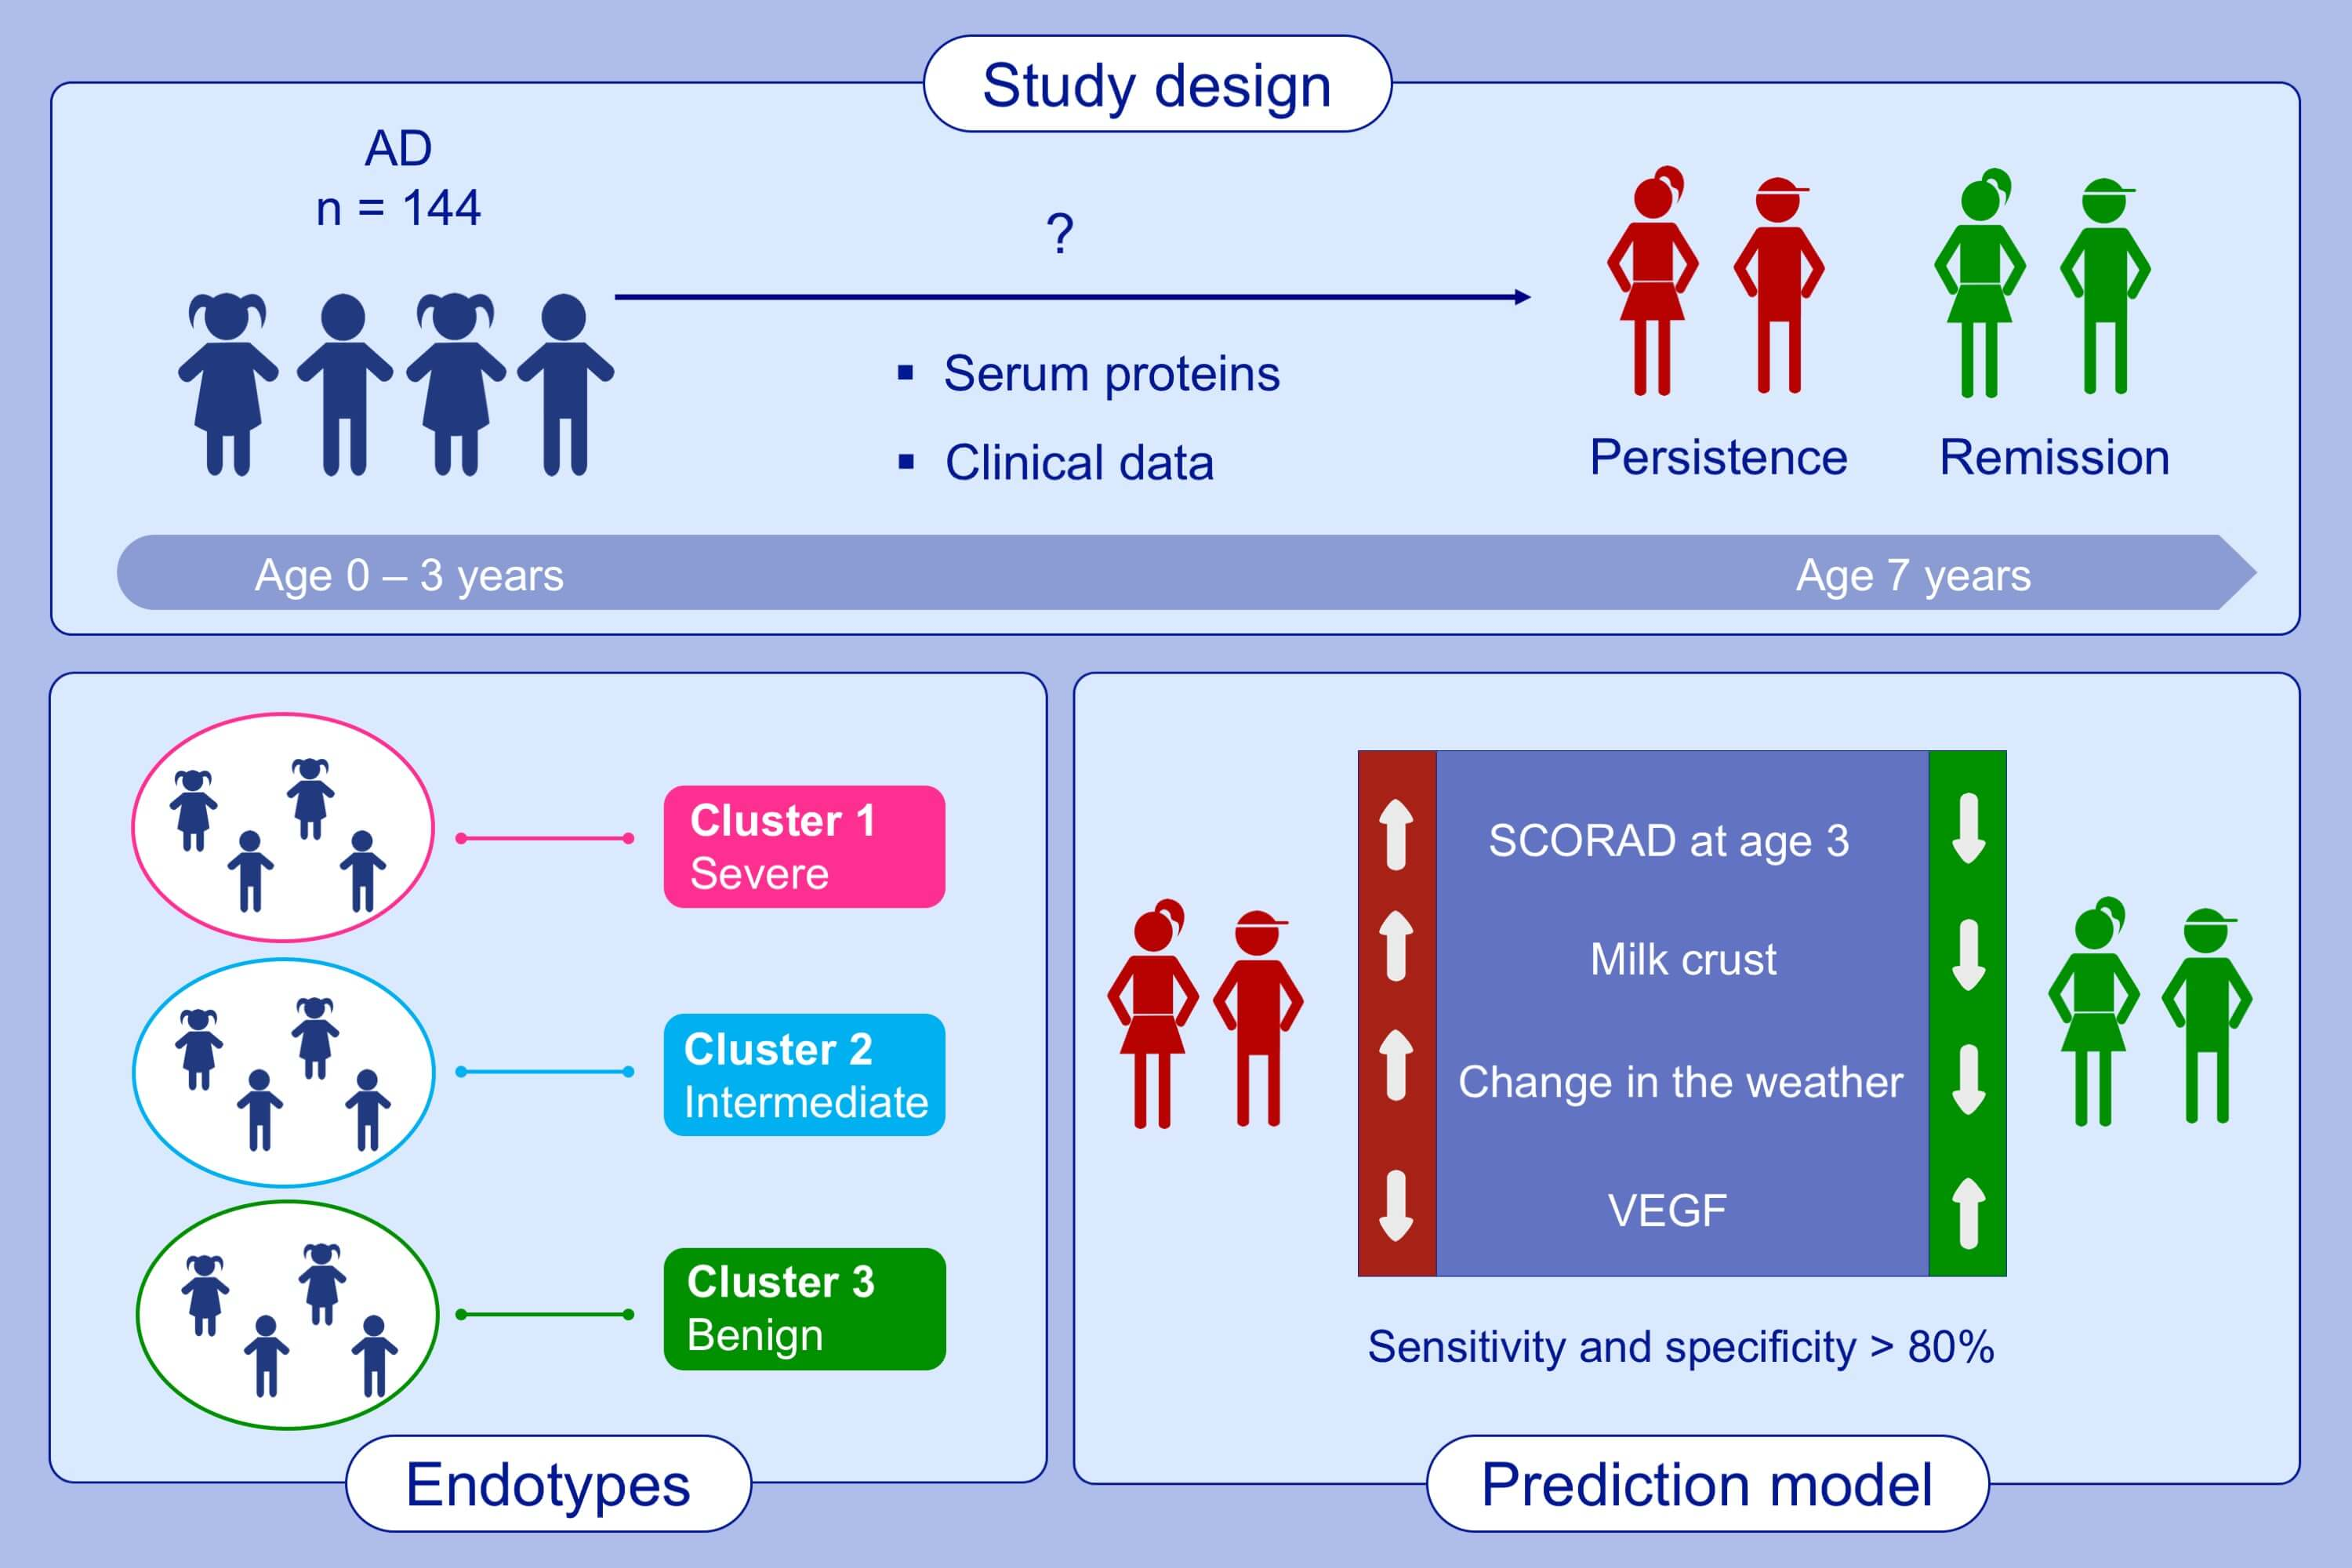 Study design
AD
n = 144
?
▪ Serum proteins
▪ Clinical data
Persistence
Remission
Age 0 – 3 years
Age 7 years
Cluster 1
Severe
Cluster 2
Intermediate
Cluster 3
Benign
Endotypes
SCORAD at age 3
Milk crust
Change in the weather
VEGF
Sensitivity and specificity > 80%
Prediction model